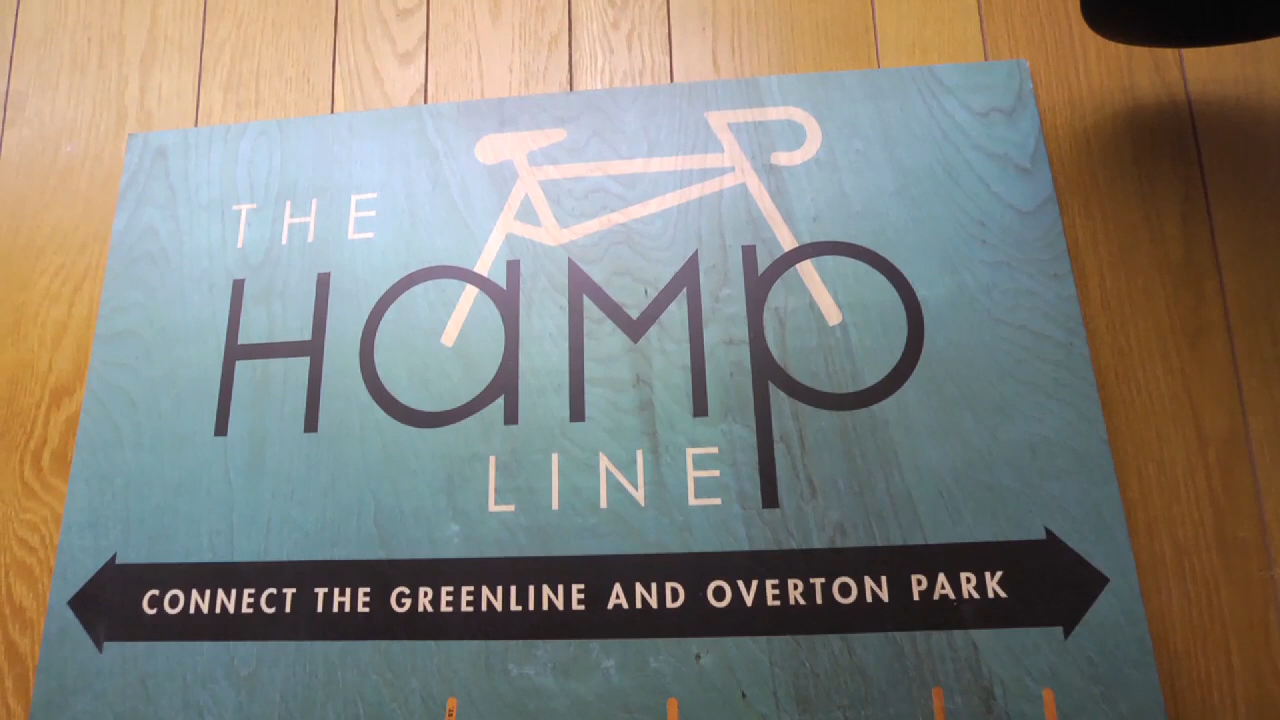 THE
HamP
LINE
CONNECT THE GREENLINE AND OVERTON PARK